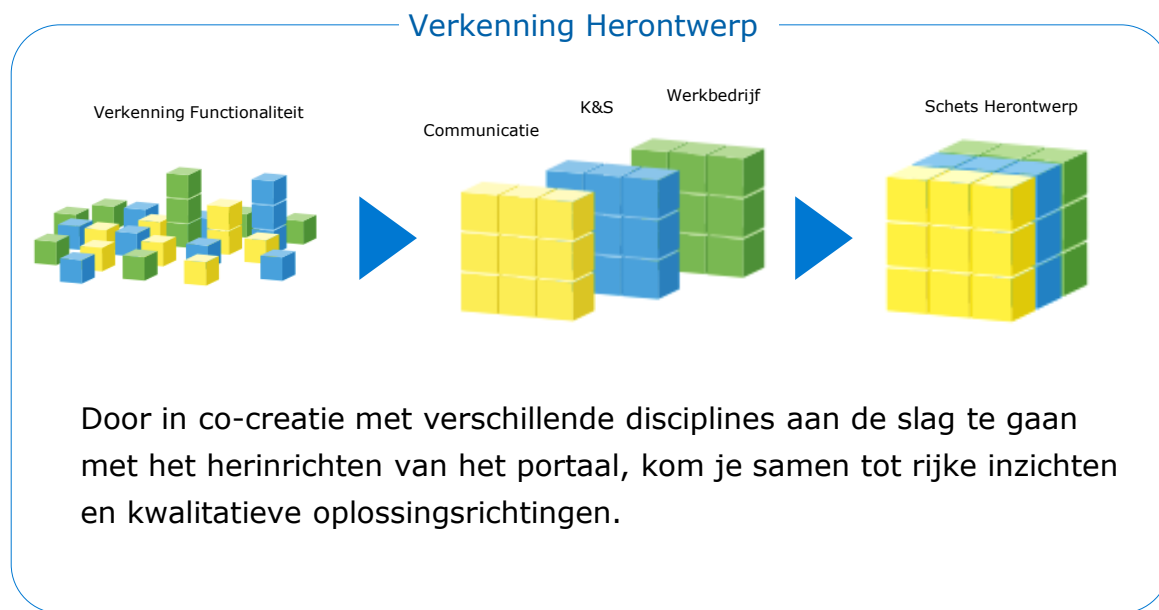 Verkenning Herontwerp
Verkenning Functionaliteit
Communicatie
K&S
Werkbedrijf
Schets Herontwerp
Door in co-creatie met verschillende disciplines aan de slag te gaan
met het herinrichten van het portaal, kom je samen tot rijke inzichten
en kwalitatieve oplossingsrichtingen.